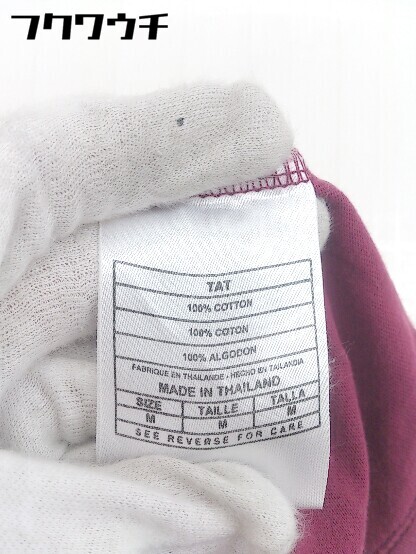 フクワウチ
TAT
100% COTTON
100% COTON
100% ALGODON
FABRIQUE EN THAILANDE - HECHO EN TAILANDIA
MADE IN THAILAND
SIZE TAILLE TALLA
M M M
SEE REVERSE FOR CARE